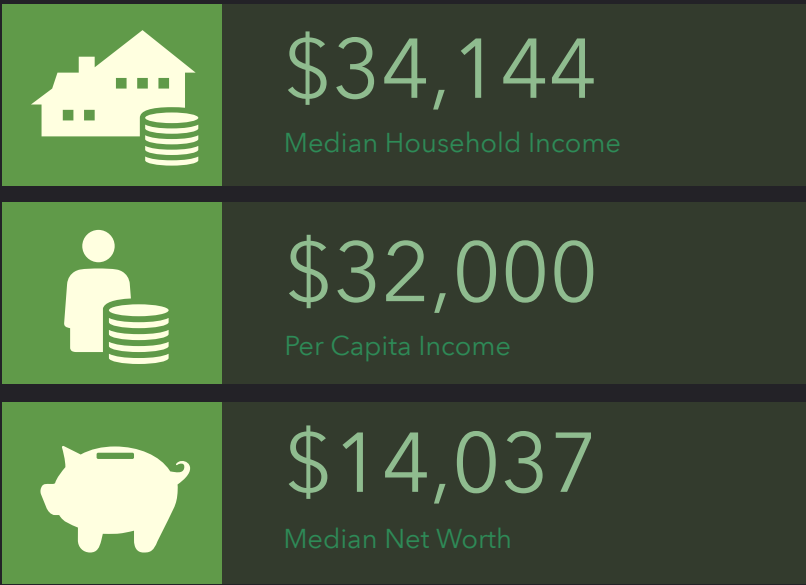 $34,144
Median Household Income
$32,000
Per Capita Income
$14,037
Median Net Worth